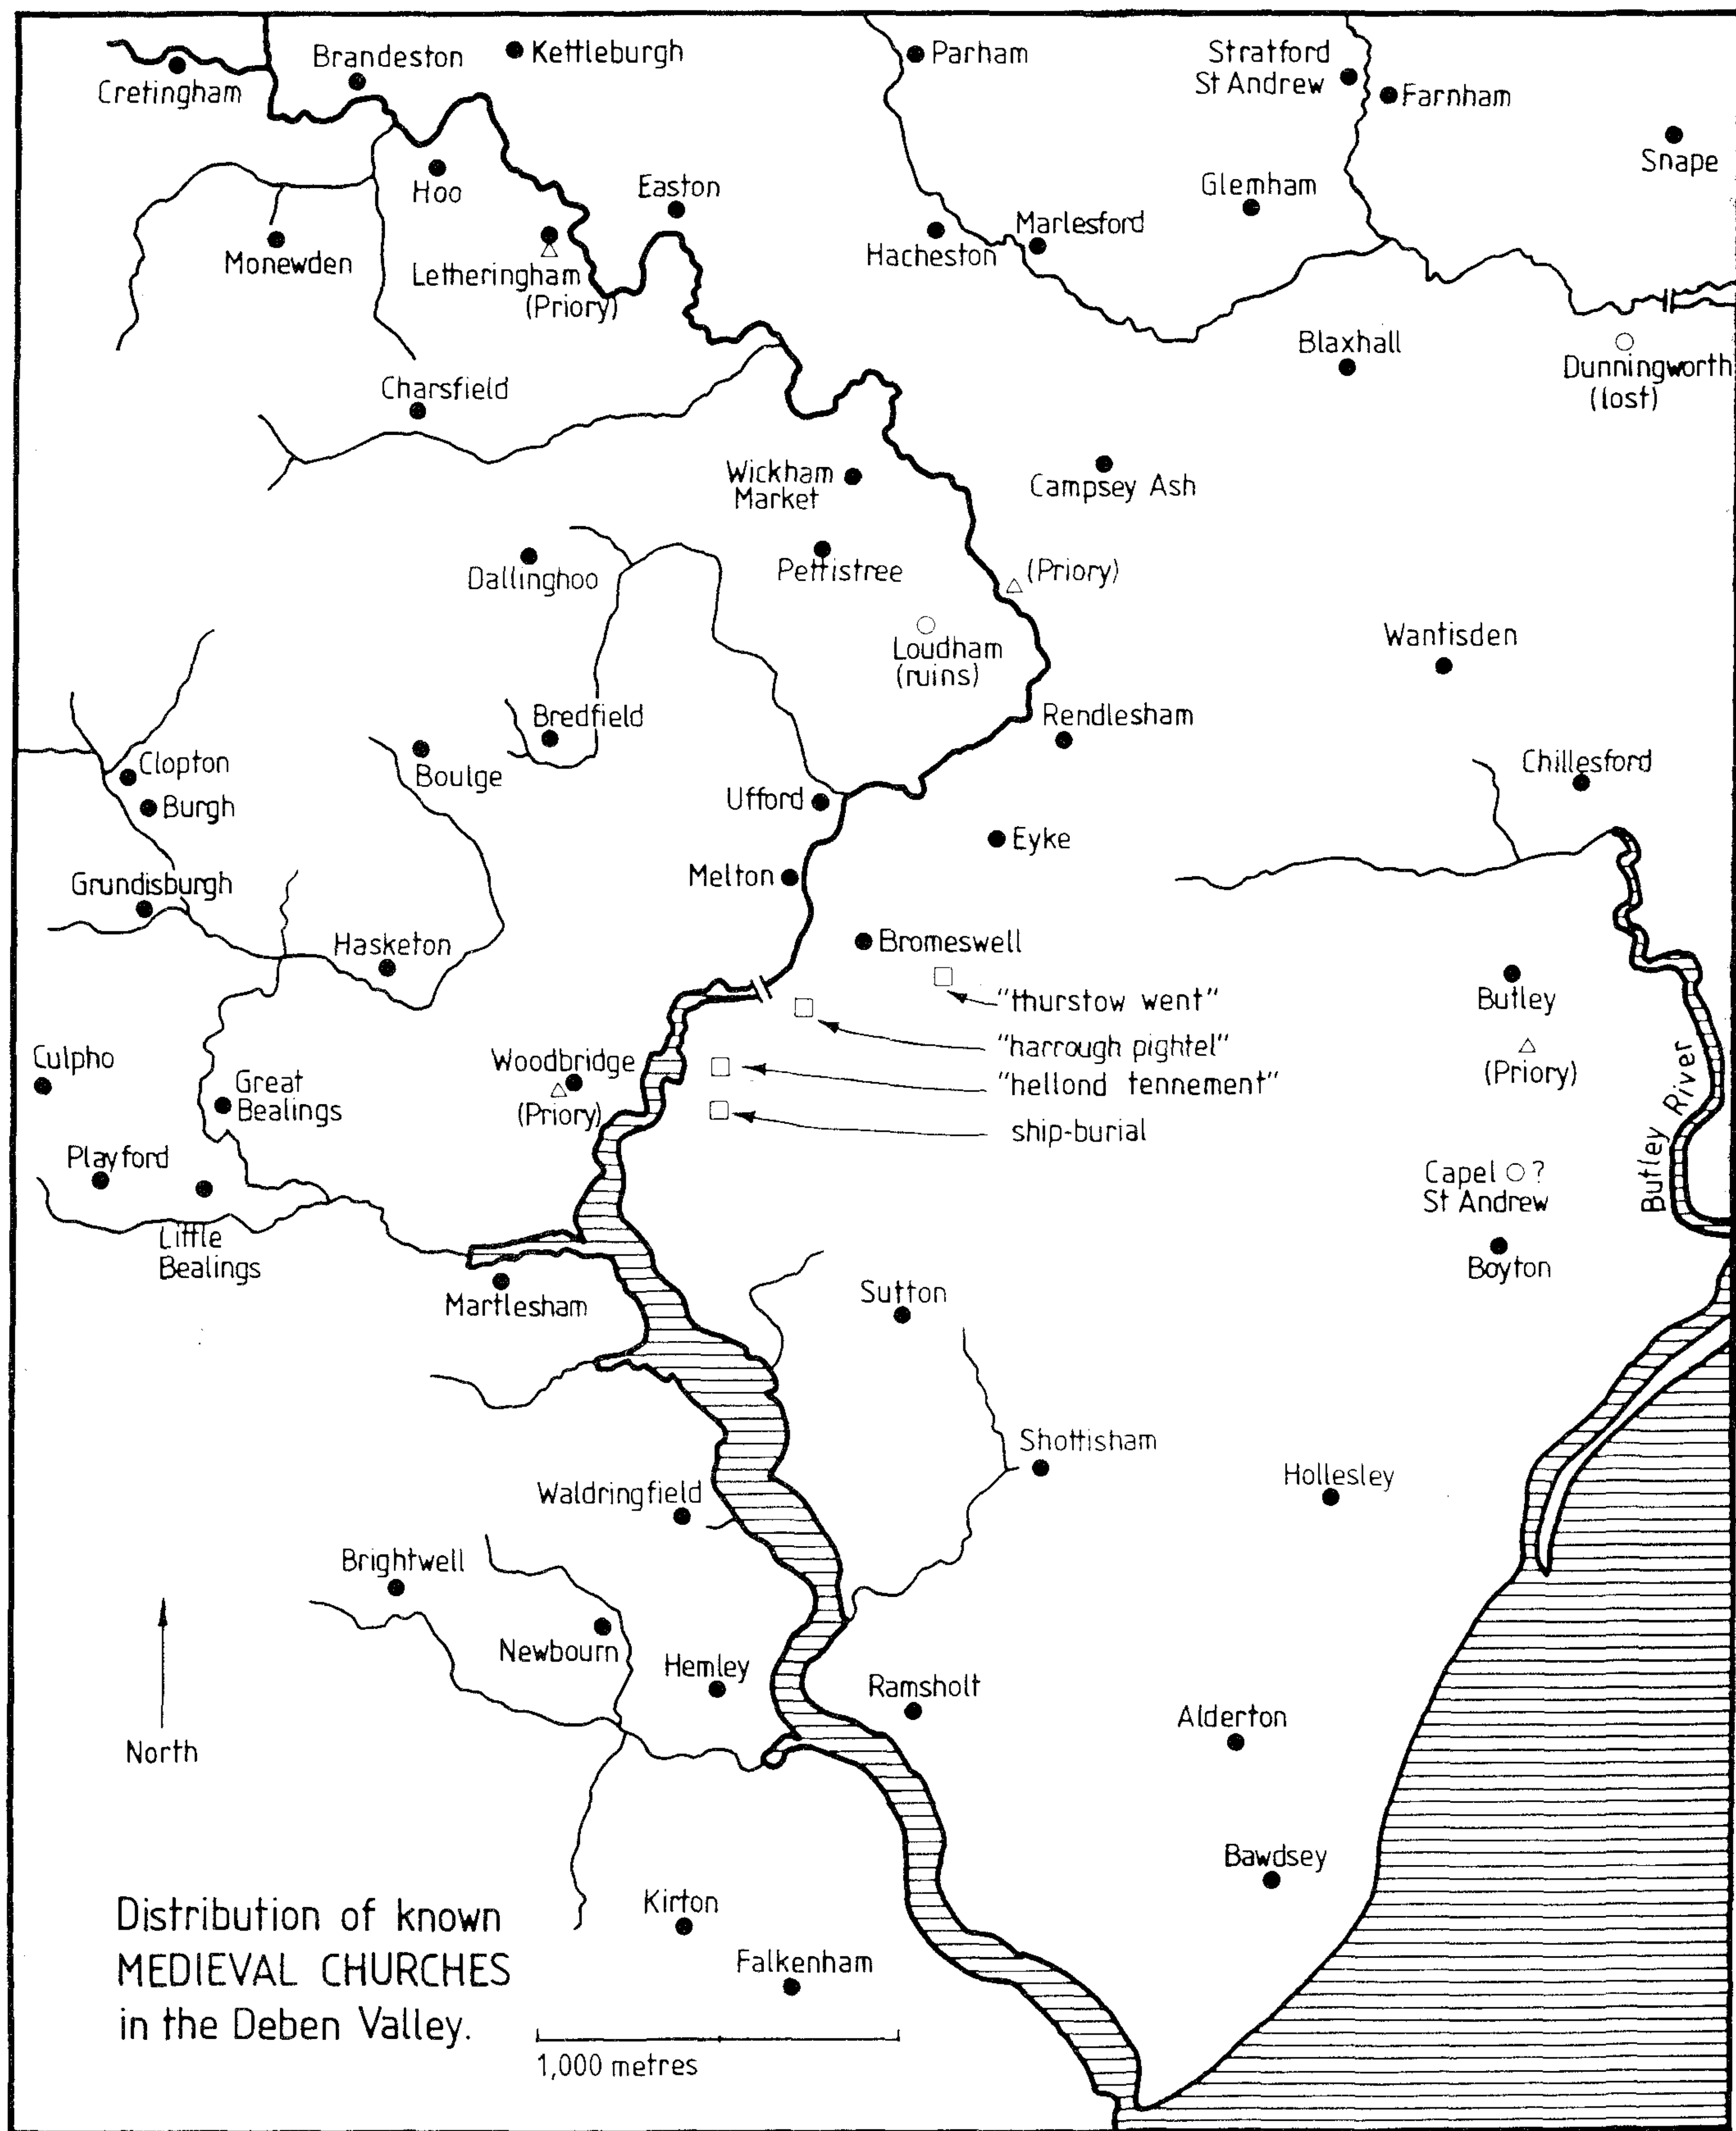 Cretingham
Brandeston
Kettleburgh
Parham
Stratford
St Andrew
Farnham
Snape
Hoo
Easton
Glemham
Monewden
Letheringham
(Priory)
Hacheston
Marlesford
Blaxhall
Dunningworth
(lost)
Charsfield
Wickham
Market
Campsey Ash
Dallinghoo
Pettistree
(Priory)
Loudham
(ruins)
Wantisden
Bredfield
Rendlesham
Clopton
Boulge
Chillesford
Burgh
Ufford
Eyke
Melton
Grundisburgh
Hasketon
Bromeswell
"thurstow went"
Butley
"harrough pightel"
Culpho
Woodbridge
(Priory)
"hellond tennement"
(Priory)
Great
Bealings
ship-burial
Butley River
Playford
Capel ?
St Andrew
Little
Bealings
Boyton
Martlesham
Sutton
Shottisham
Hollesley
Waldringfield
Brightwell
Newbourn
Hemley
Ramsholt
Alderton
North
Bawdsey
Kirton
Falkenham
Distribution of known
MEDIEVAL CHURCHES
in the Deben Valley.
1,000 metres